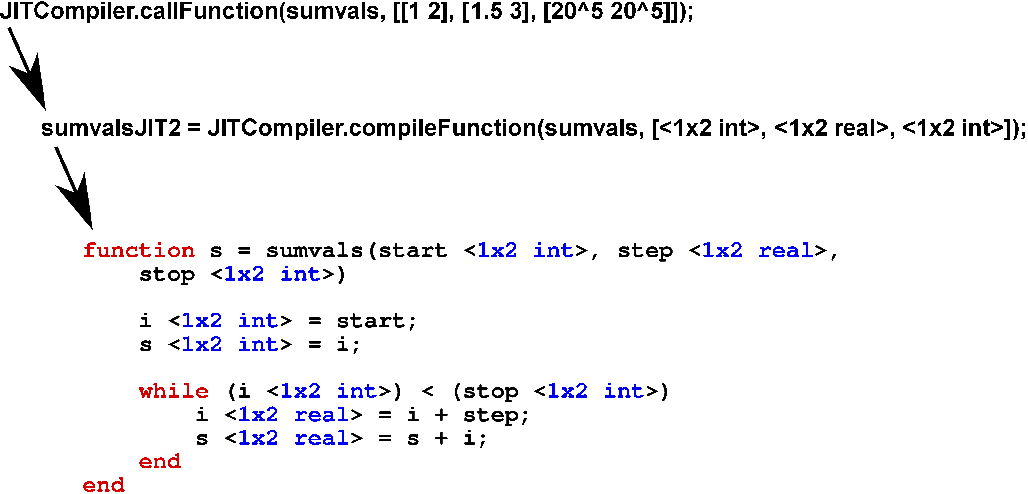 JITCompiler.callFunction(sumvals, [[1 2], [1.5 3], [20^5 20^5]]);
sumvalsJIT2 = JITCompiler.compileFunction(sumvals, [<1x2 int>, <1x2 real>, <1x2 int>]);
function s = sumvals(start <1x2 int>, step <1x2 real>,
stop <1x2 int>)
i <1x2 int> = start;
s <1x2 int> = i;
while (i <1x2 int>) < (stop <1x2 int>)
i <1x2 real> = i + step;
s <1x2 real> = s + i;
end
end